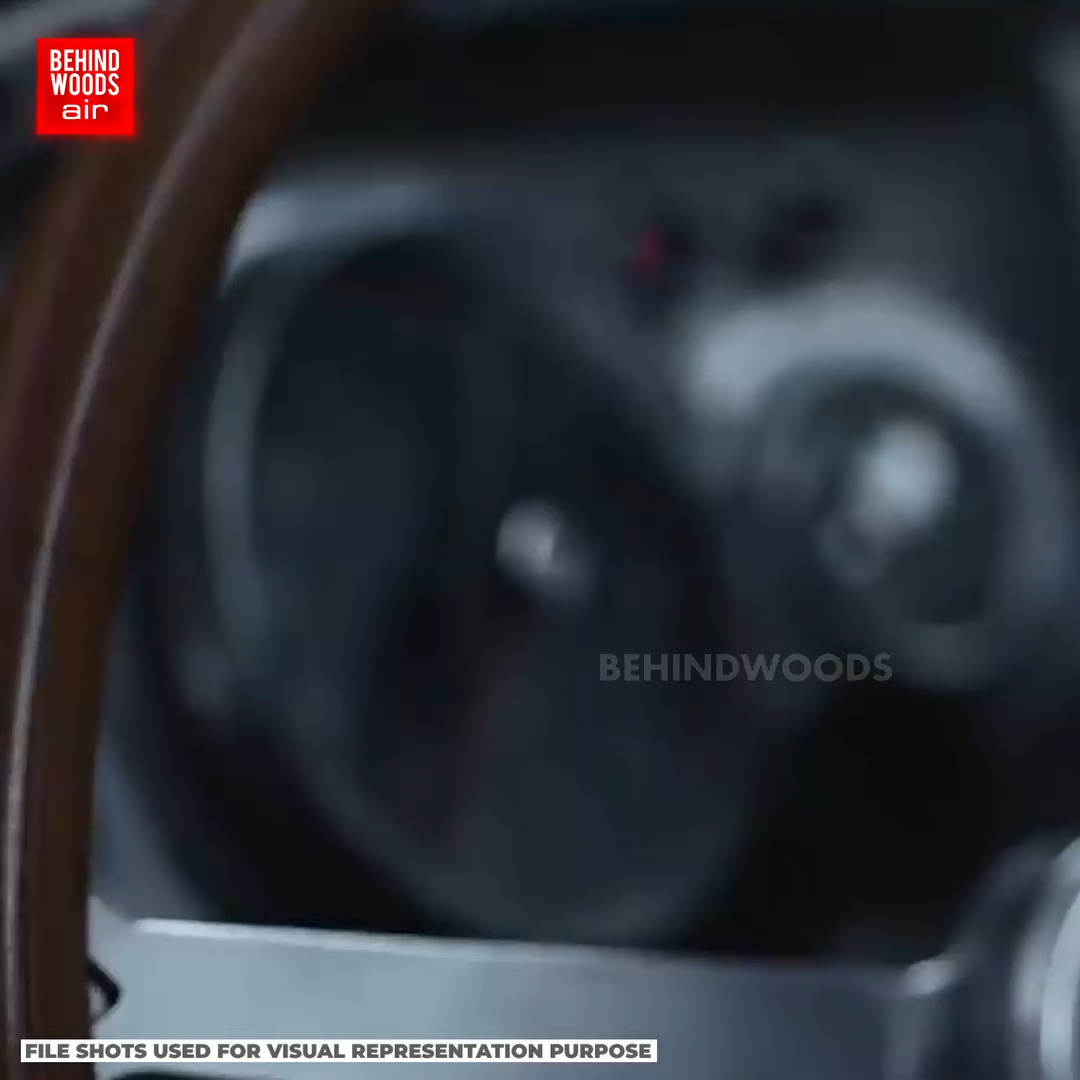 BEHIND
WOODS
air
BEHINDWOODS
FILE SHOTS USED FOR VISUAL REPRESENTATION PURPOSE